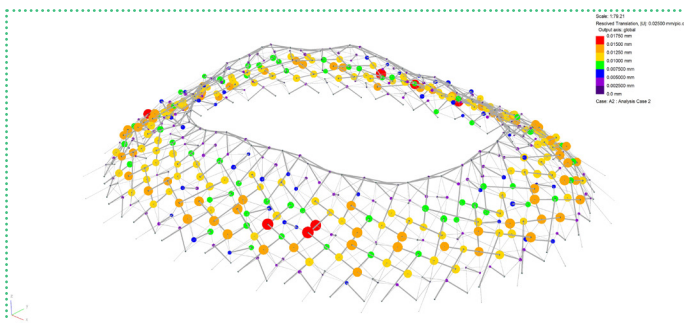 Scale: 1:79.21
Resolved Translation, |U|: 0.02500 mm/pic.c
Output axis: global
0.01750 mm
0.01500 mm
0.01250 mm
0.01000 mm
0.007500 mm
0.005000 mm
0.002500 mm
0.0 mm
Case: A2 : Analysis Case 2